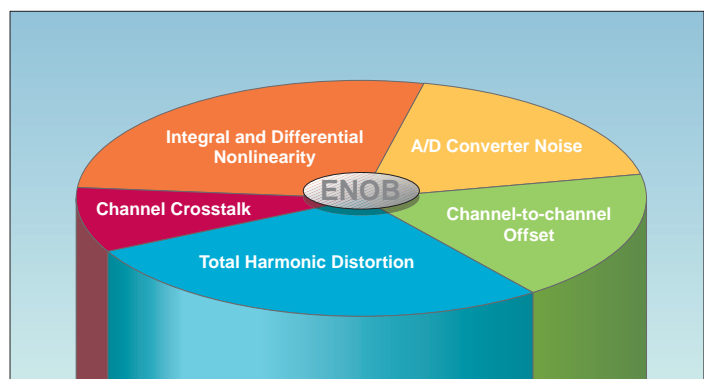 Integral and Differential
Nonlinearity
A/D Converter Noise
ENOB
Channel Crosstalk
Channel-to-channel
Offset
Total Harmonic Distortion